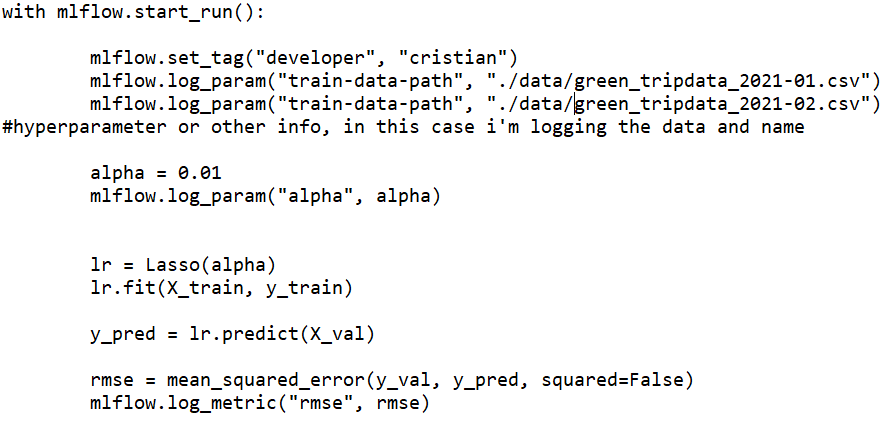 with mlflow.start_run():
mlflow.set_tag("developer", "cristian")
mlflow.log_param("train-data-path", "./data/green_tripdata_2021-01.csv")
mlflow.log_param("train-data-path", "./data/green_tripdata_2021-02.csv")
#hyperparameter or other info, in this case i'm logging the data and name
alpha = 0.01
mlflow.log_param("alpha", alpha)
lr = Lasso(alpha)
lr.fit(X_train, y_train)
y_pred = lr.predict(X_val)
rmse = mean_squared_error(y_val, y_pred, squared=False)
mlflow.log_metric("rmse", rmse)